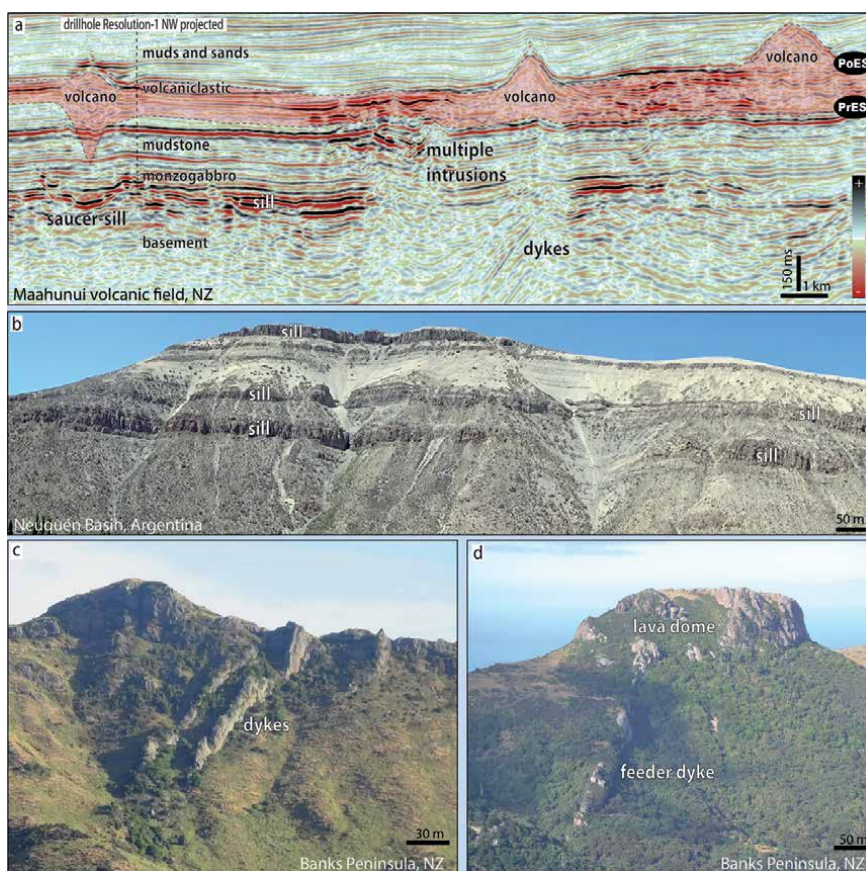 a
drillhole Resolution-1 NW projected
muds and sands
volcano
PoES
volcano
volcaniclastic
volcano
PrES
mudstone
multiple
intrusions
monzogabbro
+
sill
saucer-sill
basement
dykes
-
150 ms
1 km
Maahunui volcanic field, NZ
b
sill
sill
sill
sill
sill
Neuquén Basin, Argentina
50 m
c
dykes
30 m
Banks Peninsula, NZ
d
lava dome
feeder dyke
50 m
Banks Peninsula, NZ